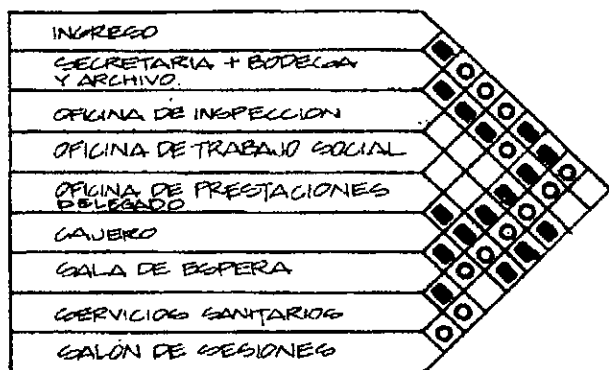 INGRESO
SECRETARIA + BODEGA
Y ARCHIVO.
OFICINA DE INSPECCION
OFICINA DE TRABAJO SOCIAL
OFICINA DE PRESTACIONES
DELEGADO
CAJERO
SALA DE ESPERA
SERVICIOS SANITARIOS
SALÓN DE SESIONES